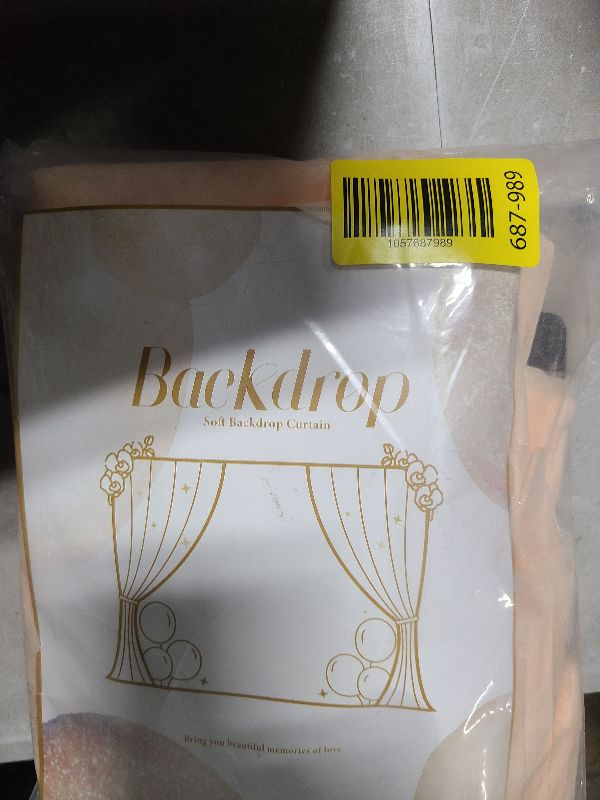 1057687989
687-989
Backdrop
Soft Backdrop Curtain
Bring you beautiful memories of love